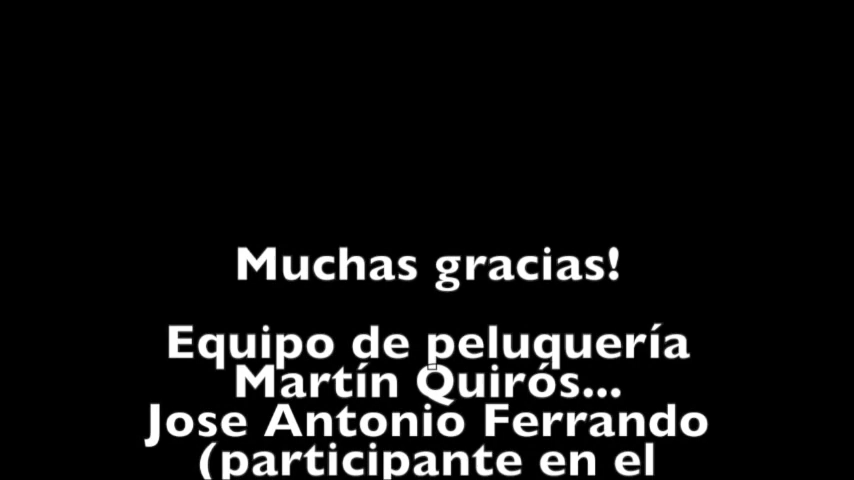 Muchas gracias!
Equipo de peluquería
Martín Quirós...
Jose Antonio Ferrando
(participante en el